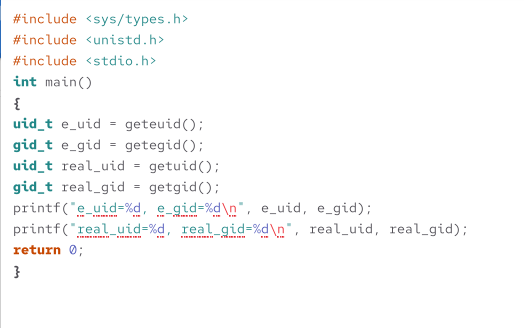 #include <sys/types.h>
#include <unistd.h>
#include <stdio.h>
int main()
{
uid_t e_uid = geteuid();
gid_t e_gid = getegid();
uid_t real_uid = getuid();
gid_t real_gid = getgid();
printf("e_uid=%d, e_gid=%d\n", e_uid, e_gid);
printf("real_uid=%d, real_gid=%d\n", real_uid, real_gid);
return 0;
}